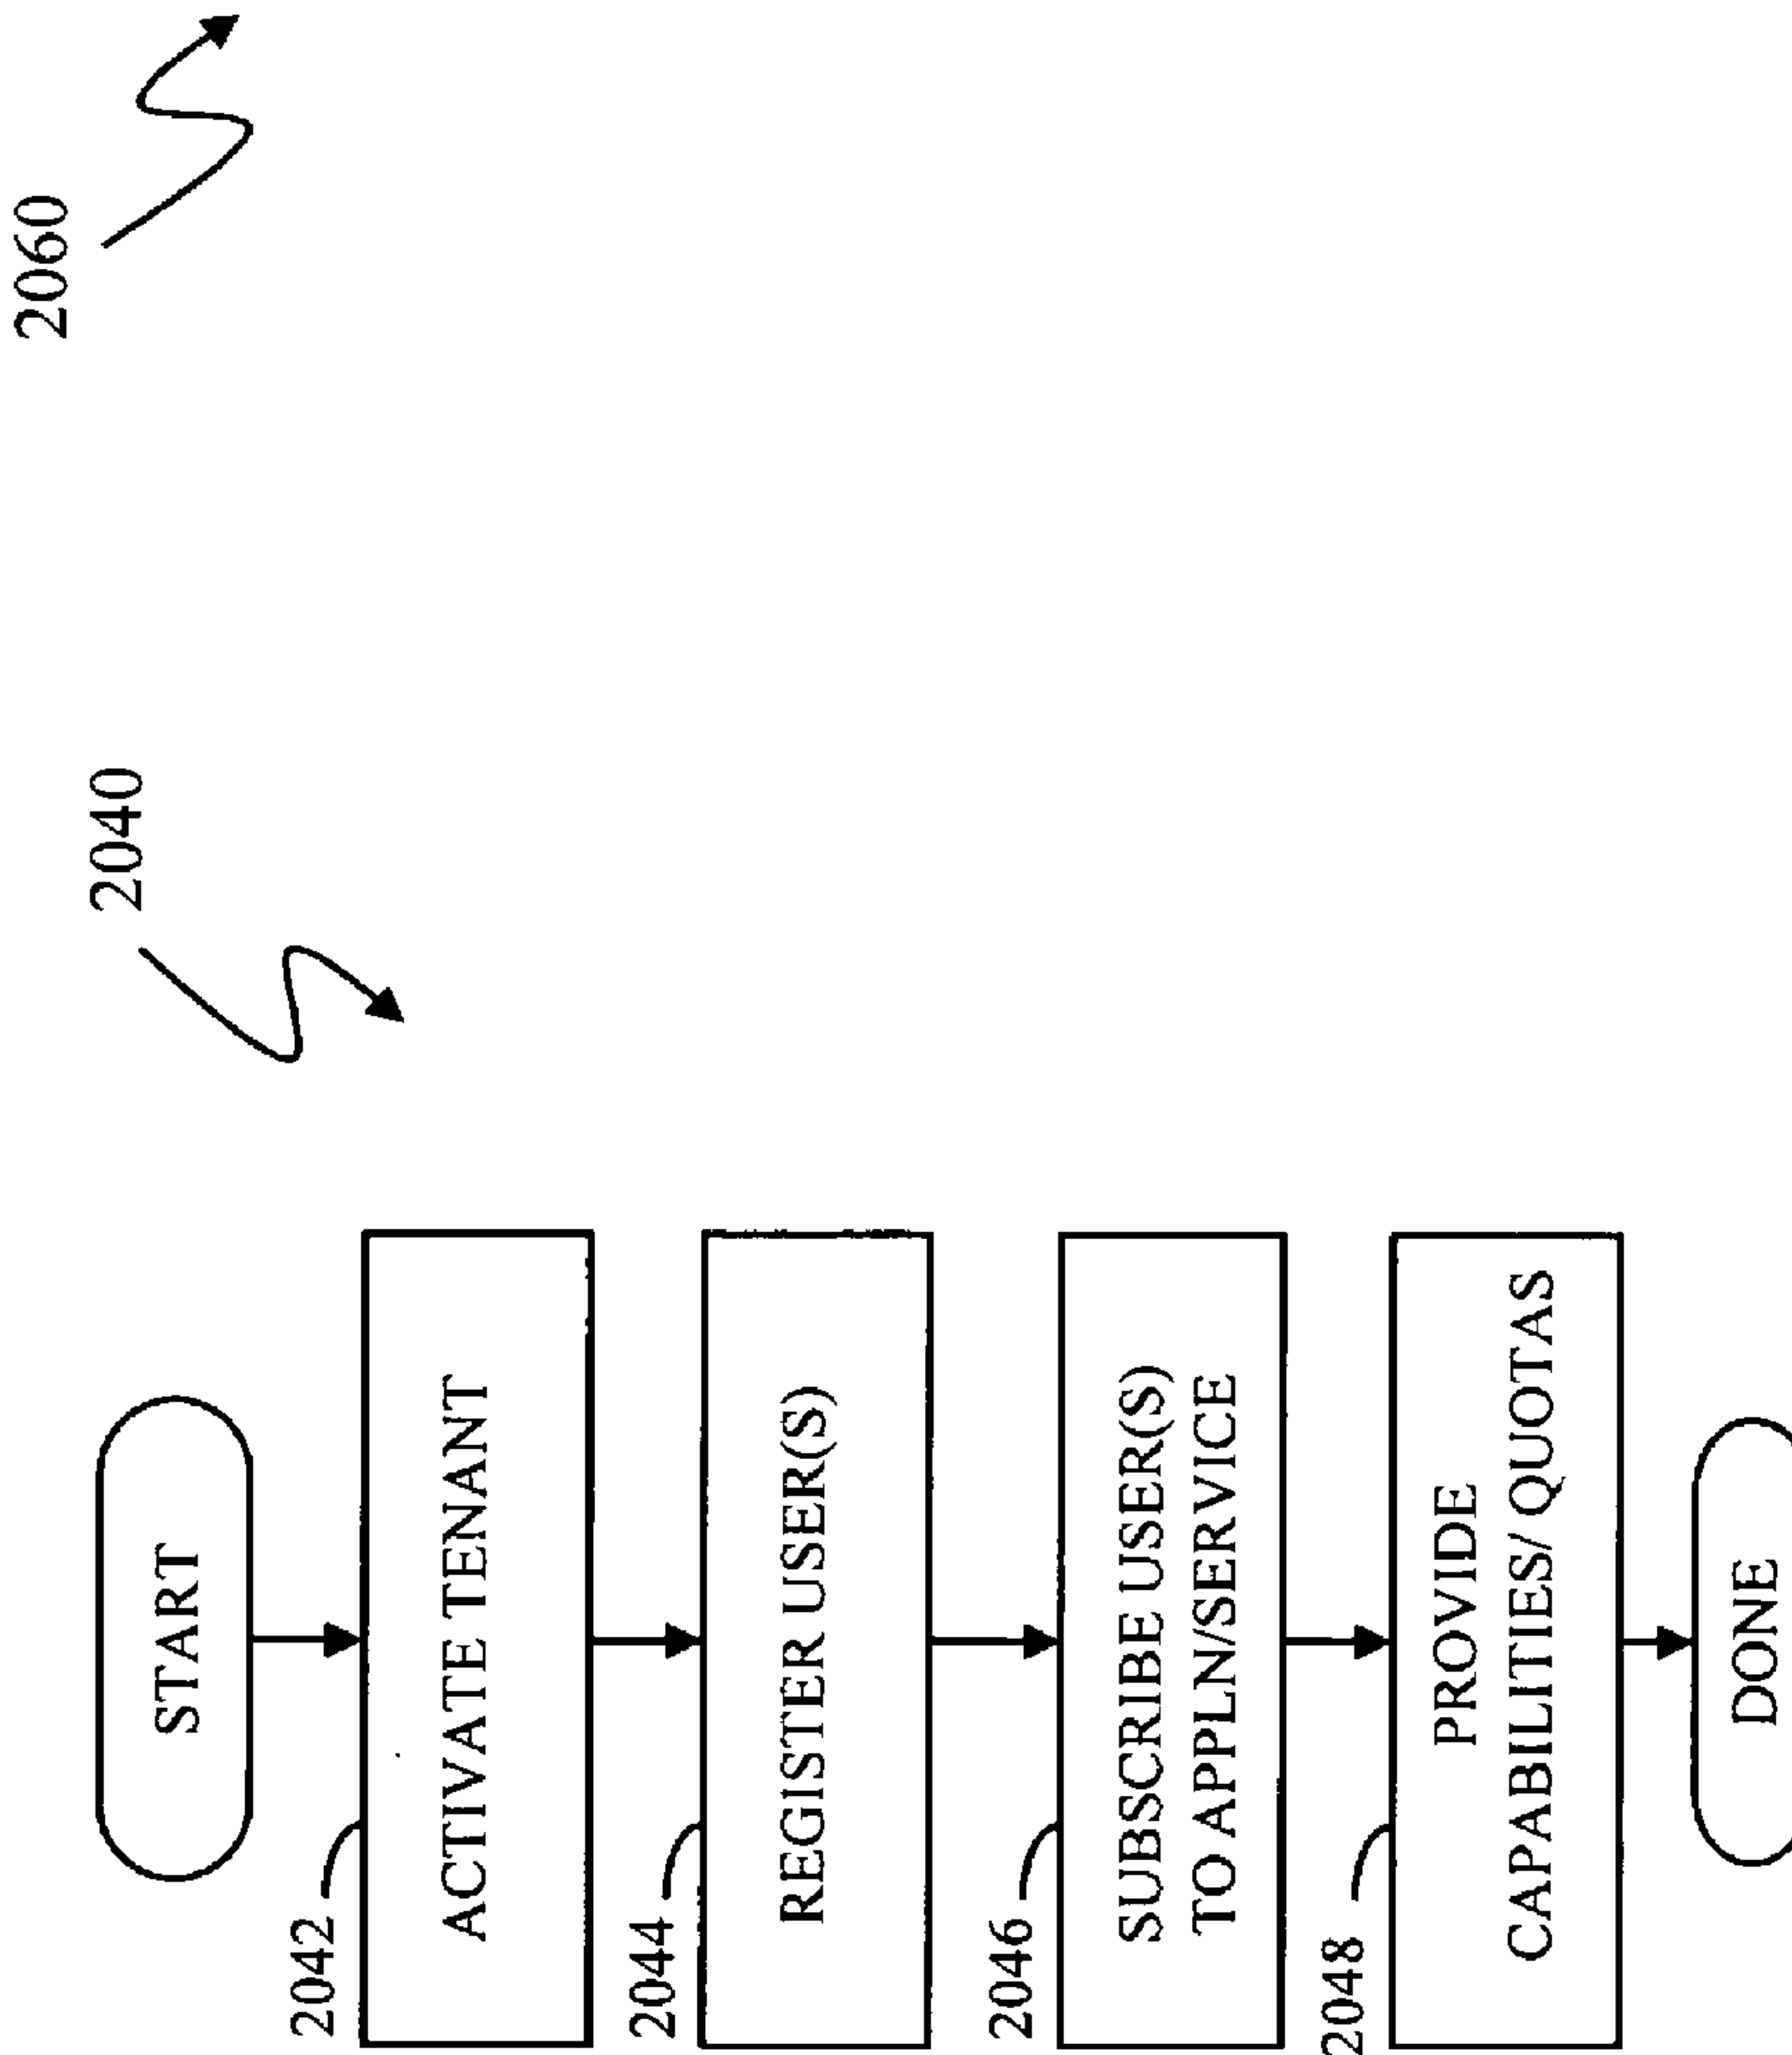 2060
2040
START
2042
ACTIVATE TENANT
2044
REGISTER USER(S)
2046
SUBSCRIBE USER(S)
TO APPLN/SERVICE
2048
PROVIDE
CAPABILITIES/ QUOTAS
DONE